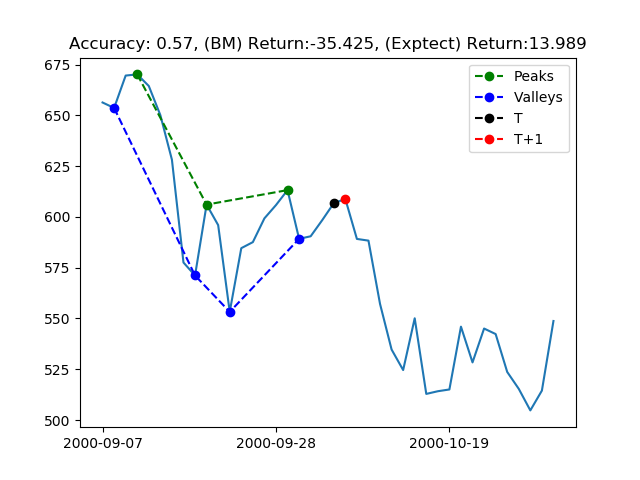 Accuracy: 0.57, (BM) Return:-35.425, (Exptect) Return:13.989
675
650
625
600
575
550
525
500
Peaks
Valleys
T
T+1
2000-09-07
2000-09-28
2000-10-19